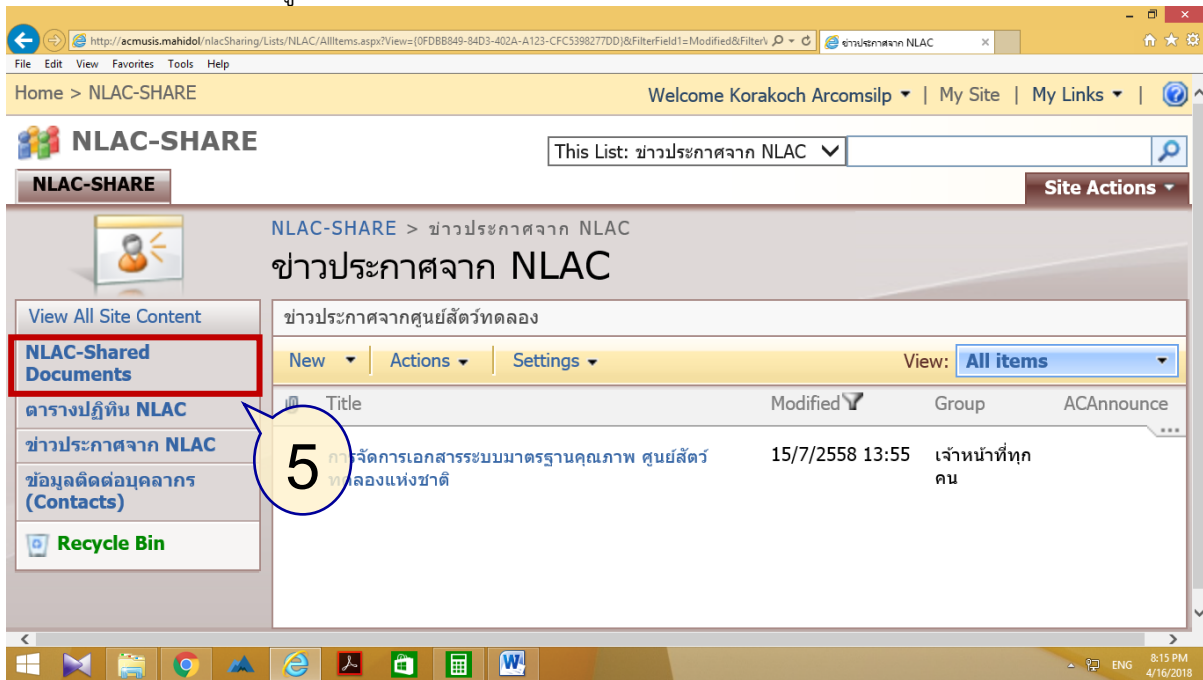 http://acmusis.mahidol/nlacSharing/Lists/NLAC/AllItems.aspx?View={0FDBB849-84D3-402A-A123-CFC5398277DD}&FilterField1=Modified&Filter
ข่าวประกาศจาก NLAC
File Edit View Favorites Tools Help
Home > NLAC-SHARE
Welcome Korakoch Arcomsilp | My Site | My Links |
NLAC-SHARE
This List: ข่าวประกาศจาก NLAC
NLAC-SHARE
Site Actions
NLAC-SHARE > ข่าวประกาศจาก NLAC
ข่าวประกาศจาก NLAC
View All Site Content
NLAC-Shared
Documents
ตารางปฏิทิน NLAC
ข่าวประกาศจาก NLAC
ข้อมูลติดต่อบุคลากร
(Contacts)
Recycle Bin
5
ข่าวประกาศจากศูนย์สัตว์ทดลอง
New Actions Settings View: All items
Title Modified Group ACAnnounce
การจัดการเอกสารระบบมาตรฐานคุณภาพ ศูนย์สัตว์
ทดลองแห่งชาติ
15/7/2558 13:55
เจ้าหน้าที่ทุก
คน
ENG
8:15 PM
4/16/2018